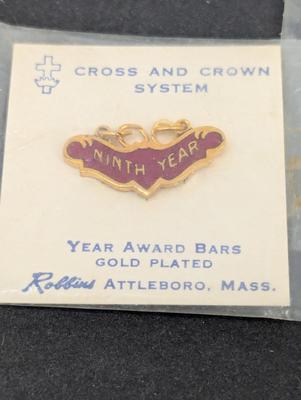 CROSS AND CROWN
SYSTEM
NINTH YEAR
YEAR AWARD BARS
GOLD PLATED
Robbins ATTLEBORO, MASS.